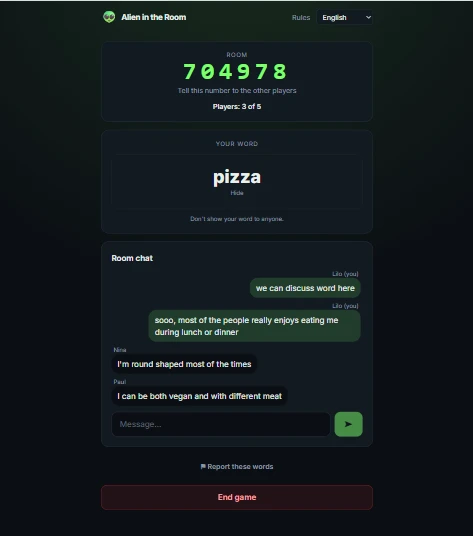 Alien in the Room
Rules
English
ROOM
704978
Tell this number to the other players
Players: 3 of 5
YOUR WORD
pizza
Hide
Don't show your word to anyone.
Room chat
Lilo (you)
we can discuss word here
Lilo (you)
sooo, most of the people really enjoys eating me
during lunch or dinner
Nina
I'm round shaped most of the times
Paul
I can be both vegan and with different meat
Message...
Report these words
End game